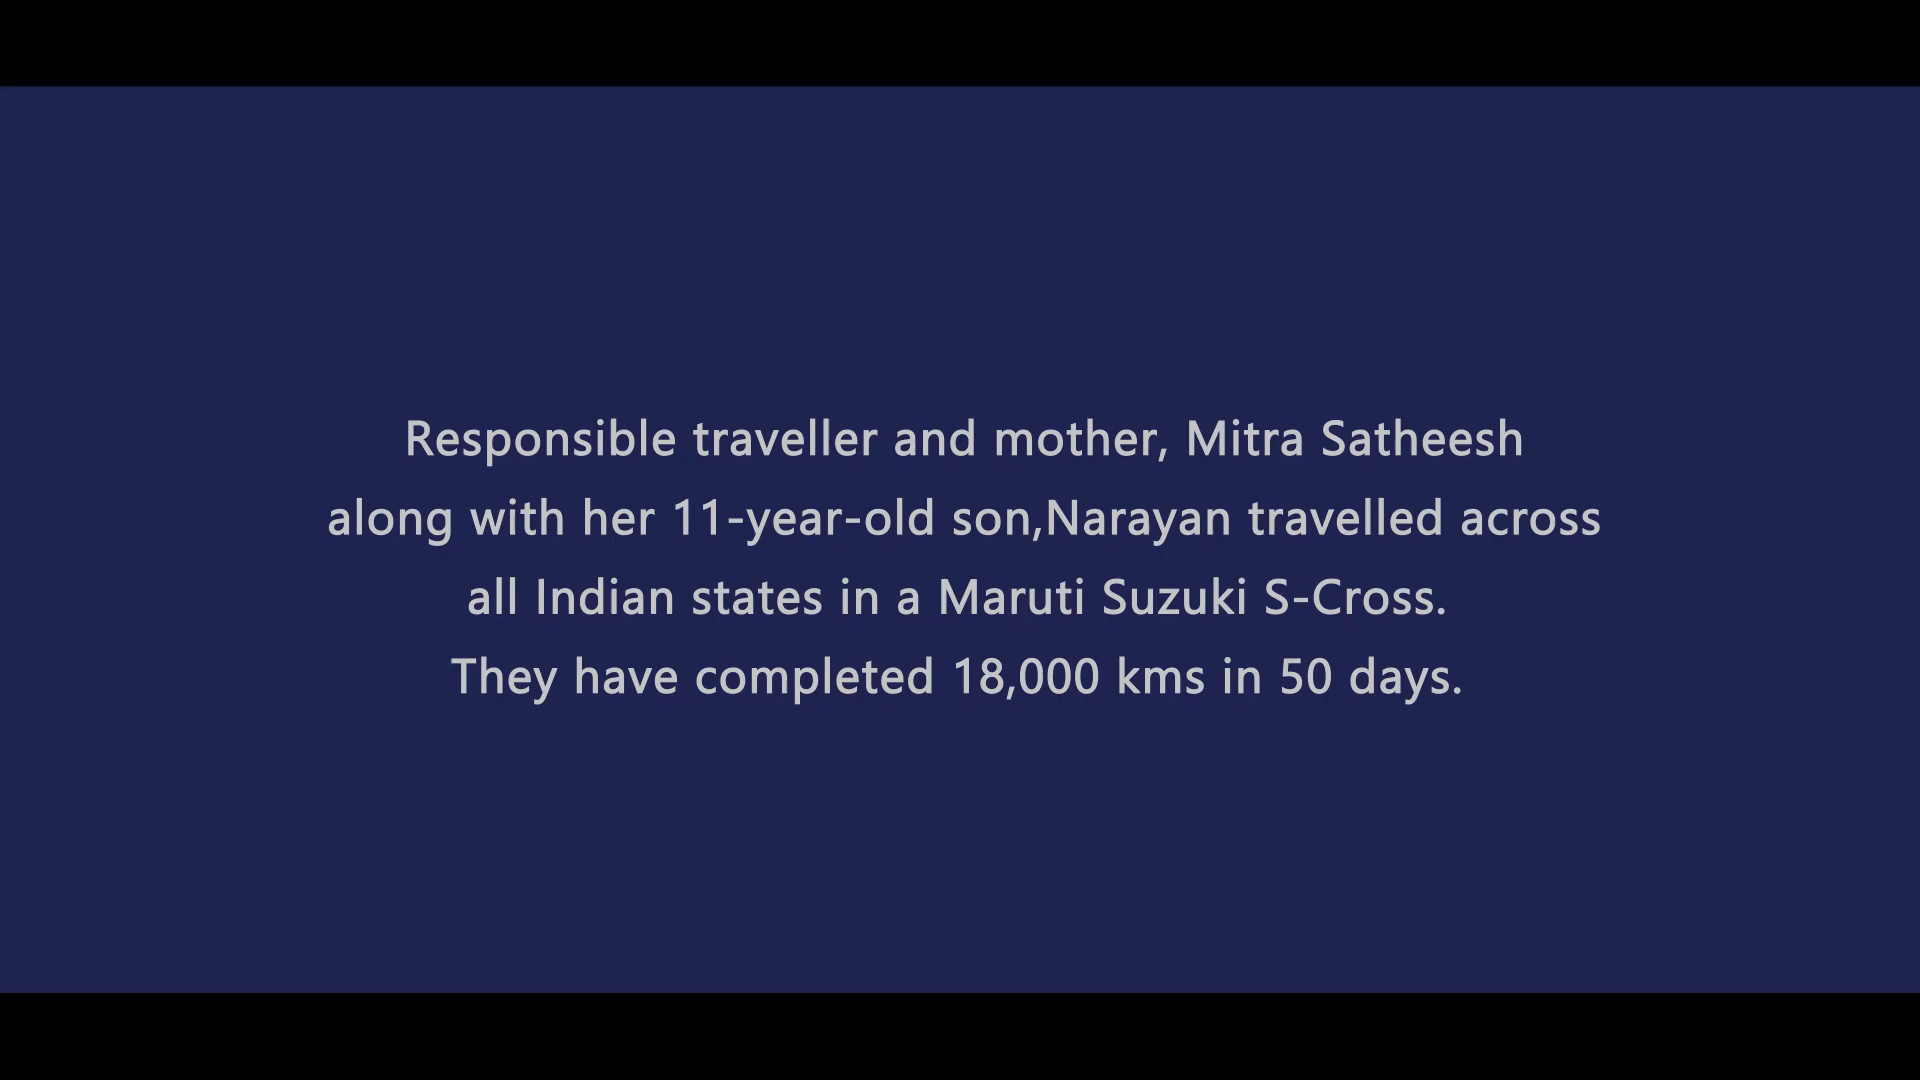 Responsible traveller and mother, Mitra Satheesh
along with her 11-year-old son,Narayan travelled across
all Indian states in a Maruti Suzuki S-Cross.
They have completed 18,000 kms in 50 days.